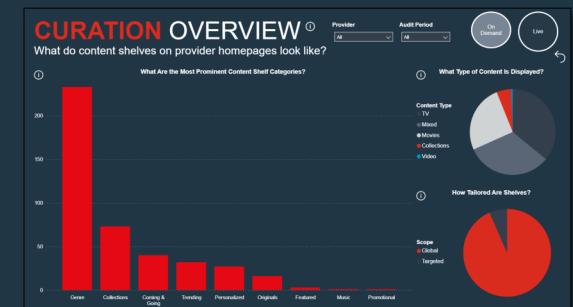 CURATION OVERVIEW
What do content shelves on provider homepages look like?
Provider
All
Audit Period
All
On
Demand
Live
What Are the Most Prominent Content Shelf Categories?
200
150
100
50
0
Genre
Collections
Coming &
Going
Trending
Personalized
Originals
Featured
Music
Promotional
What Type of Content Is Displayed?
Content Type
TV
Mixed
Movies
Collections
Video
How Tailored Are Shelves?
Scope
Global
Targeted